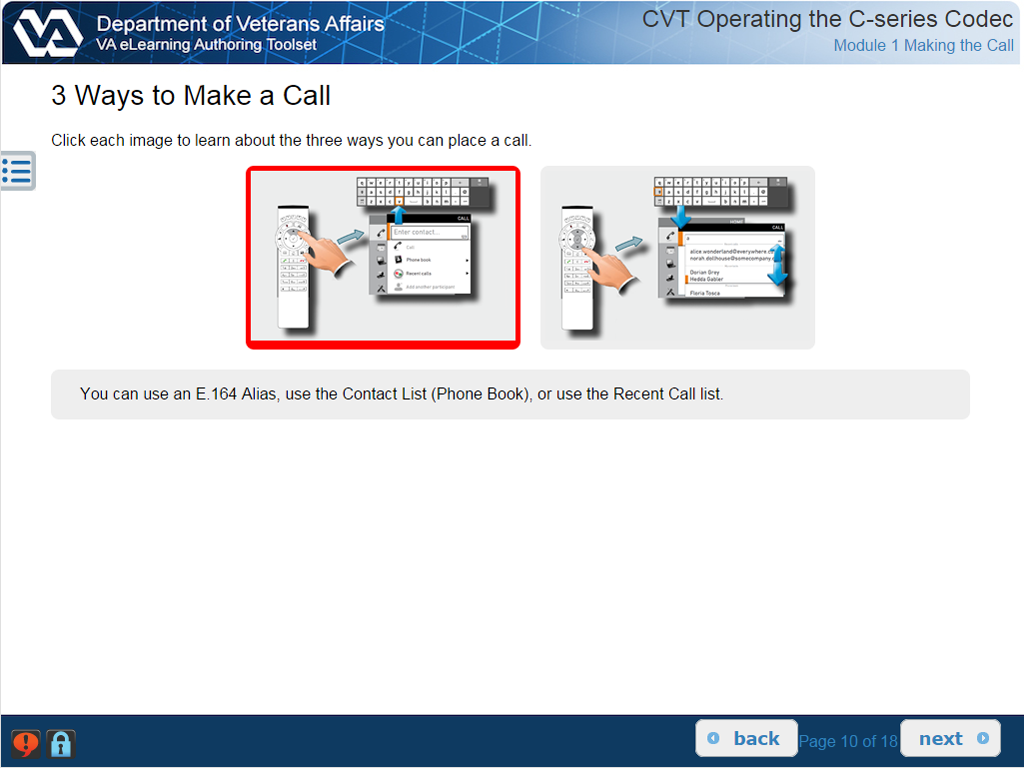 Department of Veterans Affairs
VA eLearning Authoring Toolset
CVT Operating the C-series Codec
Module 1 Making the Call
3 Ways to Make a Call
Click each image to learn about the three ways you can place a call.
CALL
Enter contact...
Call
Phone book
Recent calls
Add another participant
HOME
CALL
alice.wonderland@everywhere.
norah.dollhouse@somecompany.
Dorian Grey
Hedda Gabler
Floria Tosca
You can use an E.164 Alias, use the Contact List (Phone Book), or use the Recent Call list.
back
Page 10 of 18
next